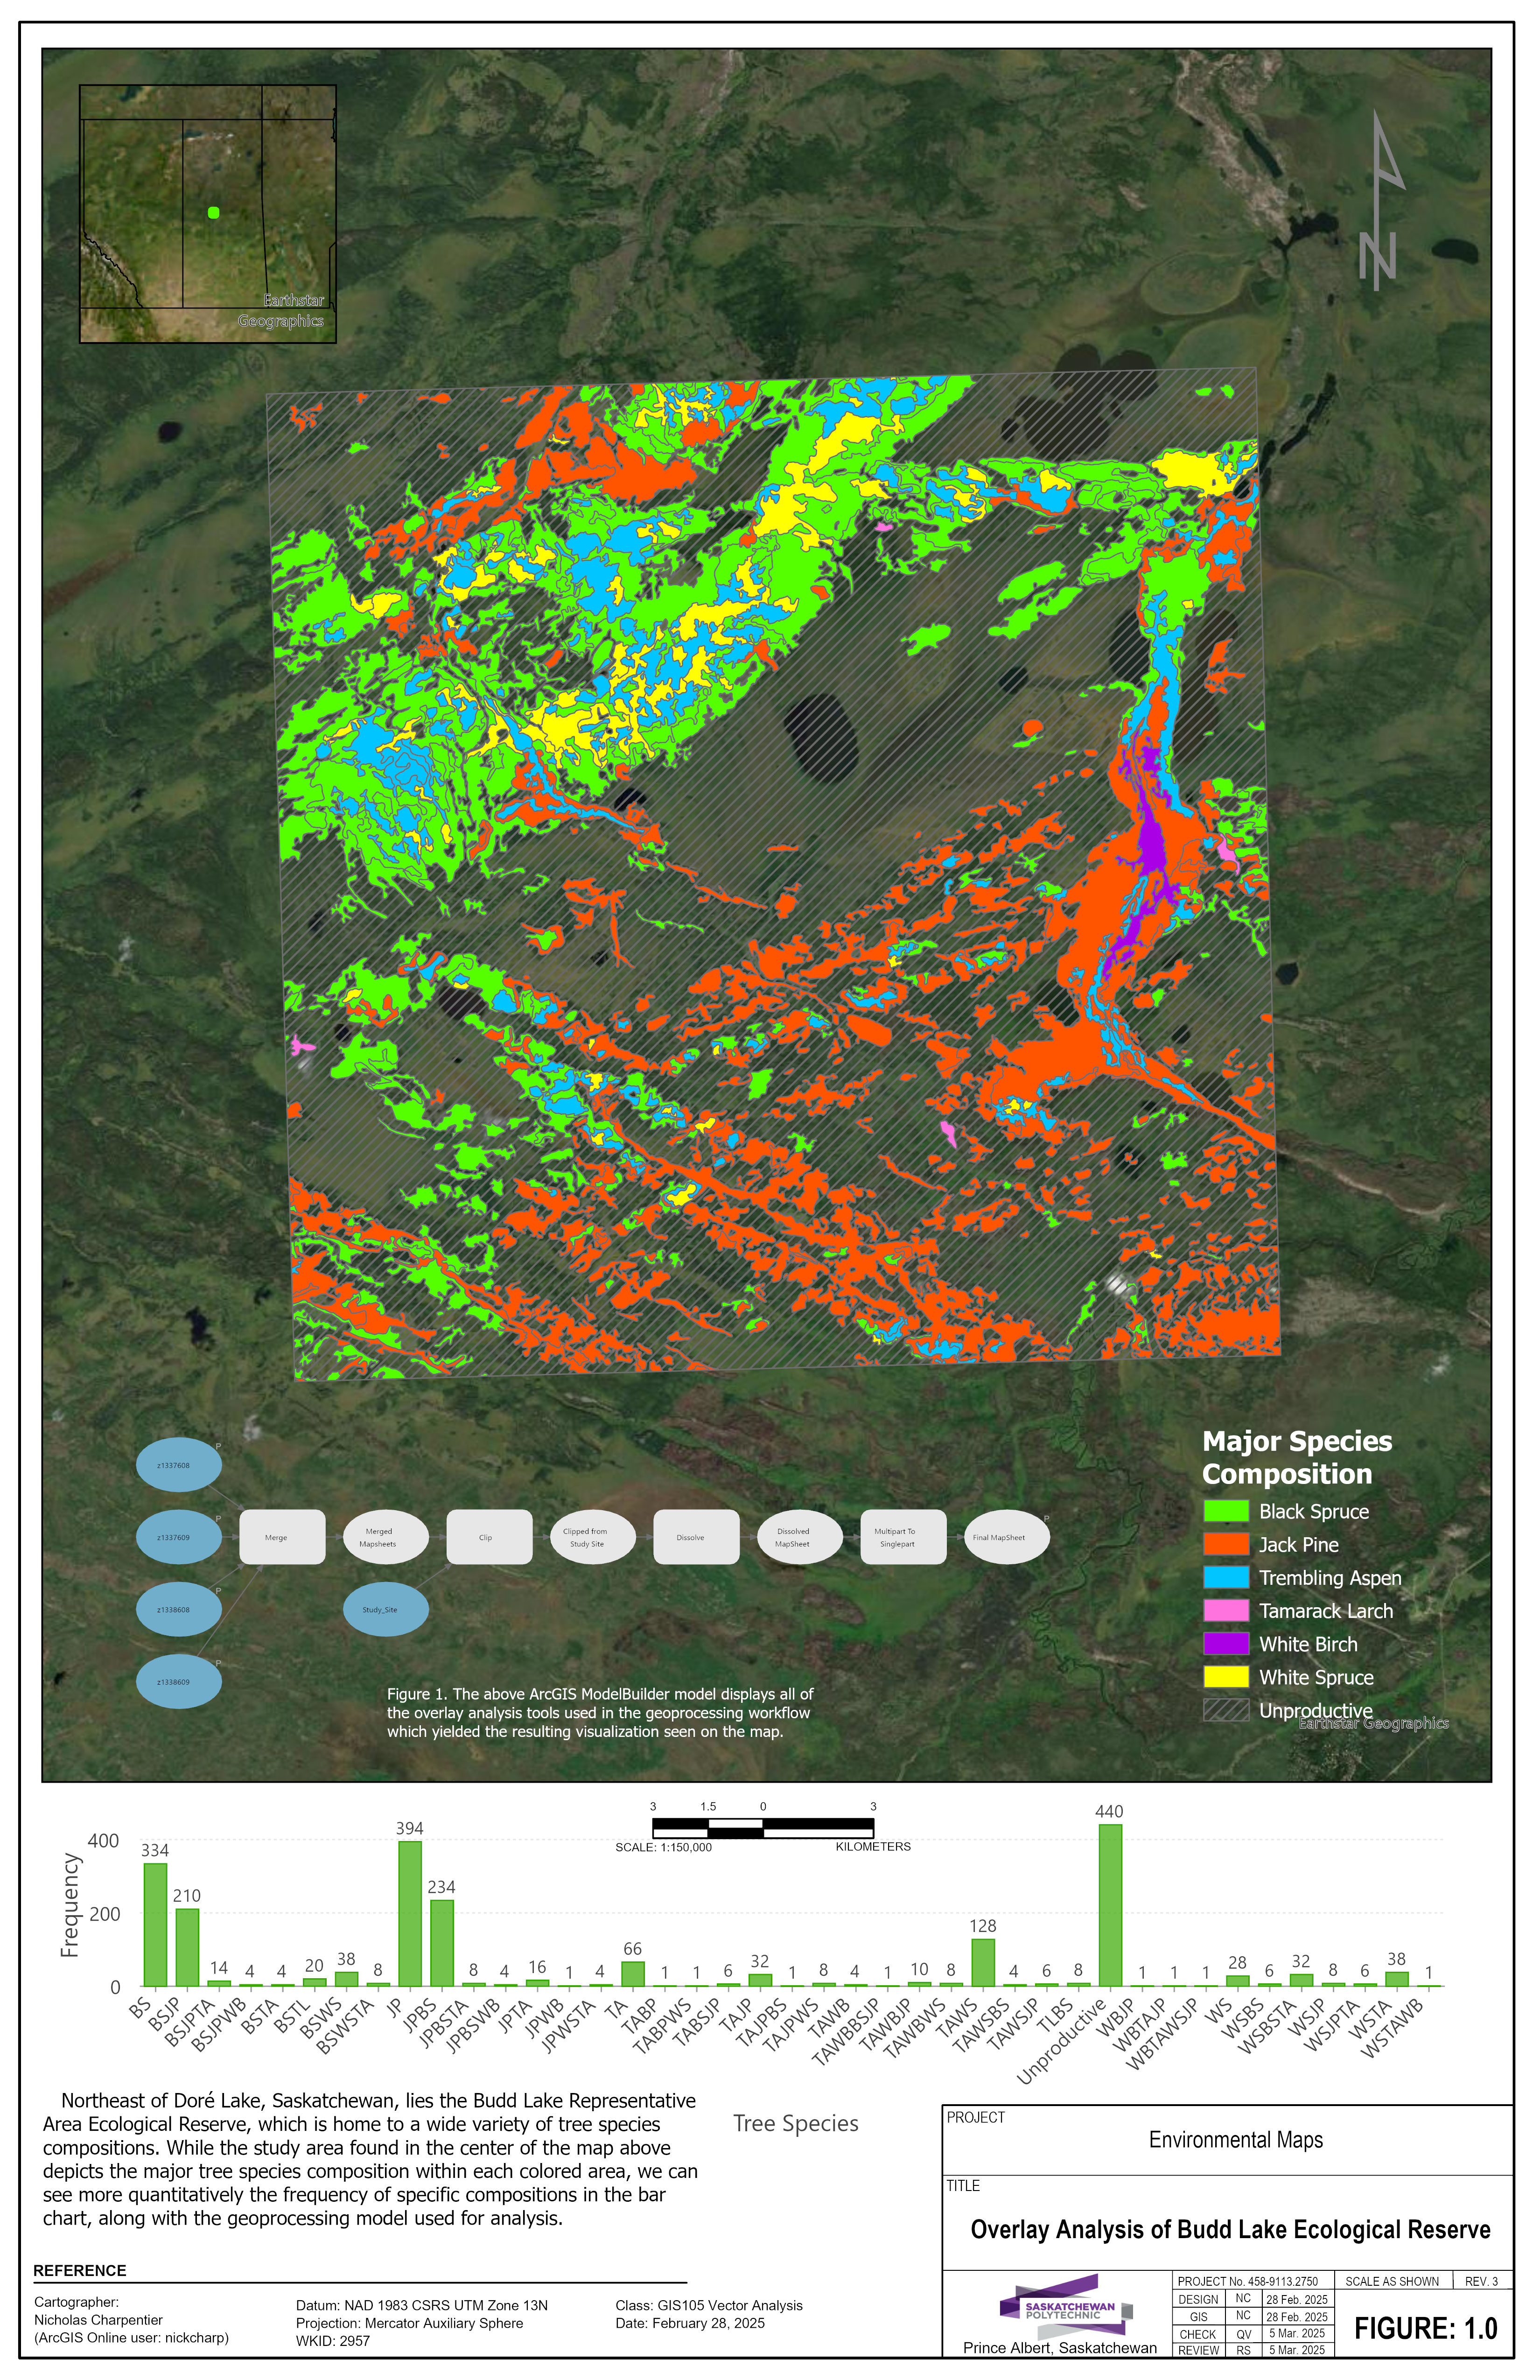 Earthstar
Geographics
N
Major Species
Composition
Black Spruce
Jack Pine
Trembling Aspen
Tamarack Larch
White Birch
White Spruce
Unproductive
Earthstar Geographics
P
z1337608
P
z1337609
P
z1338608
P
z1338609
Merge
Merged
Mapsheets
Study_Site
Clip
Clipped from
Study Site
Dissolve
Dissolved
MapSheet
Multipart To
Singlepart
P
Final MapSheet
Figure 1. The above ArcGIS ModelBuilder model displays all of
the overlay analysis tools used in the geoprocessing workflow
which yielded the resulting visualization seen on the map.
3 1.5 0 3
SCALE: 1:150,000 KILOMETERS
Frequency
400
200
0
334 210 14 4 4 20 38 8 394 234 8 4 16 1 4 66 1 1 6 32 1 8 4 1 10 8 128 4 6 8 440 1 1 1 28 6 32 8 6 38 1
BS BSJP BSJPTA BSJPWB BSTA BSTL BSWS BSWSTA JP JPBS JPBSTA JPBSWB JPTA JPWB JPWSTA TA TABP TABPWS TABSJP TAJP TAJPBS TAJPWS TAWB TAWBBSJP TAWBJP TAWBWS TAWS TAWSBS TAWSJP TLBS Unproductive WBJP WBTAJP WBTAWSJP WS WSBS WSBSTA WSJP WSJPTA WSTA WSTAWB
Tree Species
Northeast of Doré Lake, Saskatchewan, lies the Budd Lake Representative
Area Ecological Reserve, which is home to a wide variety of tree species
compositions. While the study area found in the center of the map above
depicts the major tree species composition within each colored area, we can
see more quantitatively the frequency of specific compositions in the bar
chart, along with the geoprocessing model used for analysis.
REFERENCE
Cartographer:
Nicholas Charpentier
(ArcGIS Online user: nickcharp)
Datum: NAD 1983 CSRS UTM Zone 13N
Projection: Mercator Auxiliary Sphere
WKID: 2957
Class: GIS105 Vector Analysis
Date: February 28, 2025
PROJECT
Environmental Maps
TITLE
Overlay Analysis of Budd Lake Ecological Reserve
SASKATCHEWAN
POLYTECHNIC
Prince Albert, Saskatchewan
PROJECT No. 458-9113.2750 SCALE AS SHOWN REV. 3
DESIGN NC 28 Feb. 2025
GIS NC 28 Feb. 2025
CHECK QV 5 Mar. 2025
REVIEW RS 5 Mar. 2025
FIGURE: 1.0